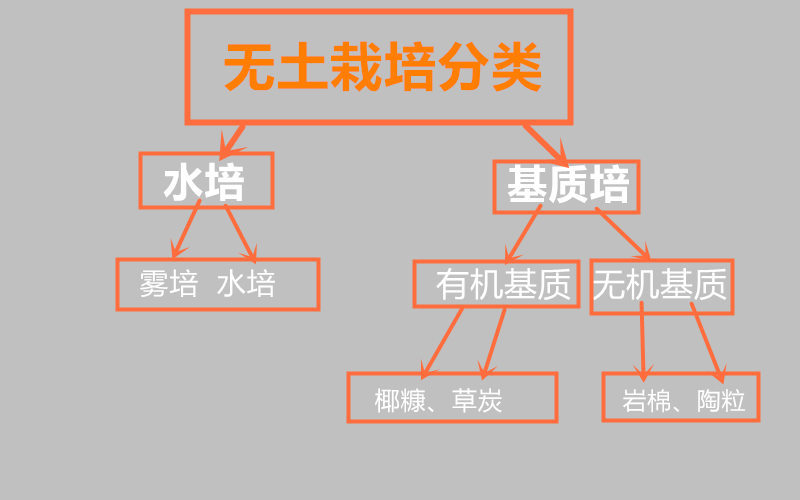 无土栽培分类
水培
基质培
雾培 水培
有机基质
无机基质
椰糠、草炭
岩棉、陶粒